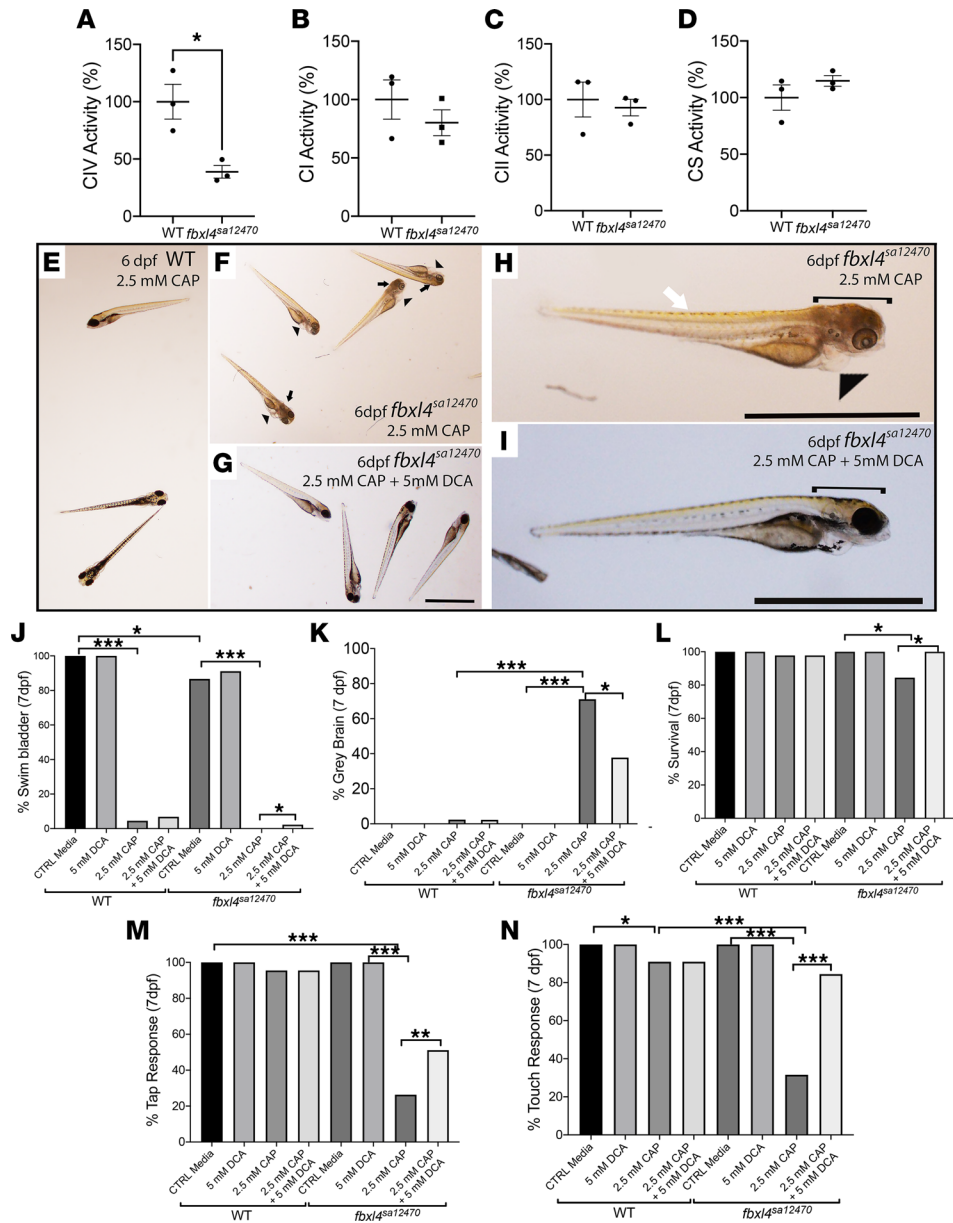 A
B
C
D
*
150
100
50
0
CIV Activity (%)
WT fbxl4sa12470
150
100
50
0
CI Activity (%)
WT fbxl4sa12470
150
100
50
0
CII Aciitivity (%)
WT fbxl4sa12470
150
100
50
0
CS Activity (%)
WT fbxl4sa12470
E
6 dpf WT
2.5 mM CAP
F
6dpf fbxl4sa12470
2.5 mM CAP
G
6dpf fbxl4sa12470
2.5 mM CAP + 5mM DCA
H
6dpf fbxl4sa12470
2.5 mM CAP
I
6dpf fbxl4sa12470
2.5 mM CAP + 5mM DCA
J
% Swim bladder (7dpf)
100
80
60
40
20
0
*
***
***
*
CTRL Media
5 mM DCA
2.5 mM CAP
2.5 mM CAP
+ 5 mM DCA
CTRL Media
5 mM DCA
2.5 mM CAP
2.5 mM CAP
+ 5 mM DCA
WT
fbxl4sa12470
K
% Grey Brain (7 dpf)
100
80
60
40
20
0
***
***
*
CTRL Media
5 mM DCA
2.5 mM CAP
2.5 mM CAP
+ 5 mM DCA
CTRL Media
5 mM DCA
2.5 mM CAP
2.5 mM CAP
+ 5 mM DCA
WT
fbxl4sa12470
L
% Survival (7dpf)
100
80
60
40
20
0
*
*
CTRL Media
5 mM DCA
2.5 mM CAP
2.5 mM CAP
+ 5 mM DCA
CTRL Media
5 mM DCA
2.5 mM CAP
2.5 mM CAP
+ 5 mM DCA
WT
fbxl4sa12470
M
% Tap Response (7dpf)
100
80
60
40
20
0
***
***
**
CTRL Media
5 mM DCA
2.5 mM CAP
2.5 mM CAP
+ 5 mM DCA
CTRL Media
5 mM DCA
2.5 mM CAP
2.5 mM CAP
+ 5 mM DCA
WT
fbxl4sa12470
N
% Touch Response (7 dpf)
100
80
60
40
20
0
*
***
***
***
CTRL Media
5 mM DCA
2.5 mM CAP
2.5 mM CAP
+ 5 mM DCA
CTRL Media
5 mM DCA
2.5 mM CAP
2.5 mM CAP
+ 5 mM DCA
WT
fbxl4sa12470